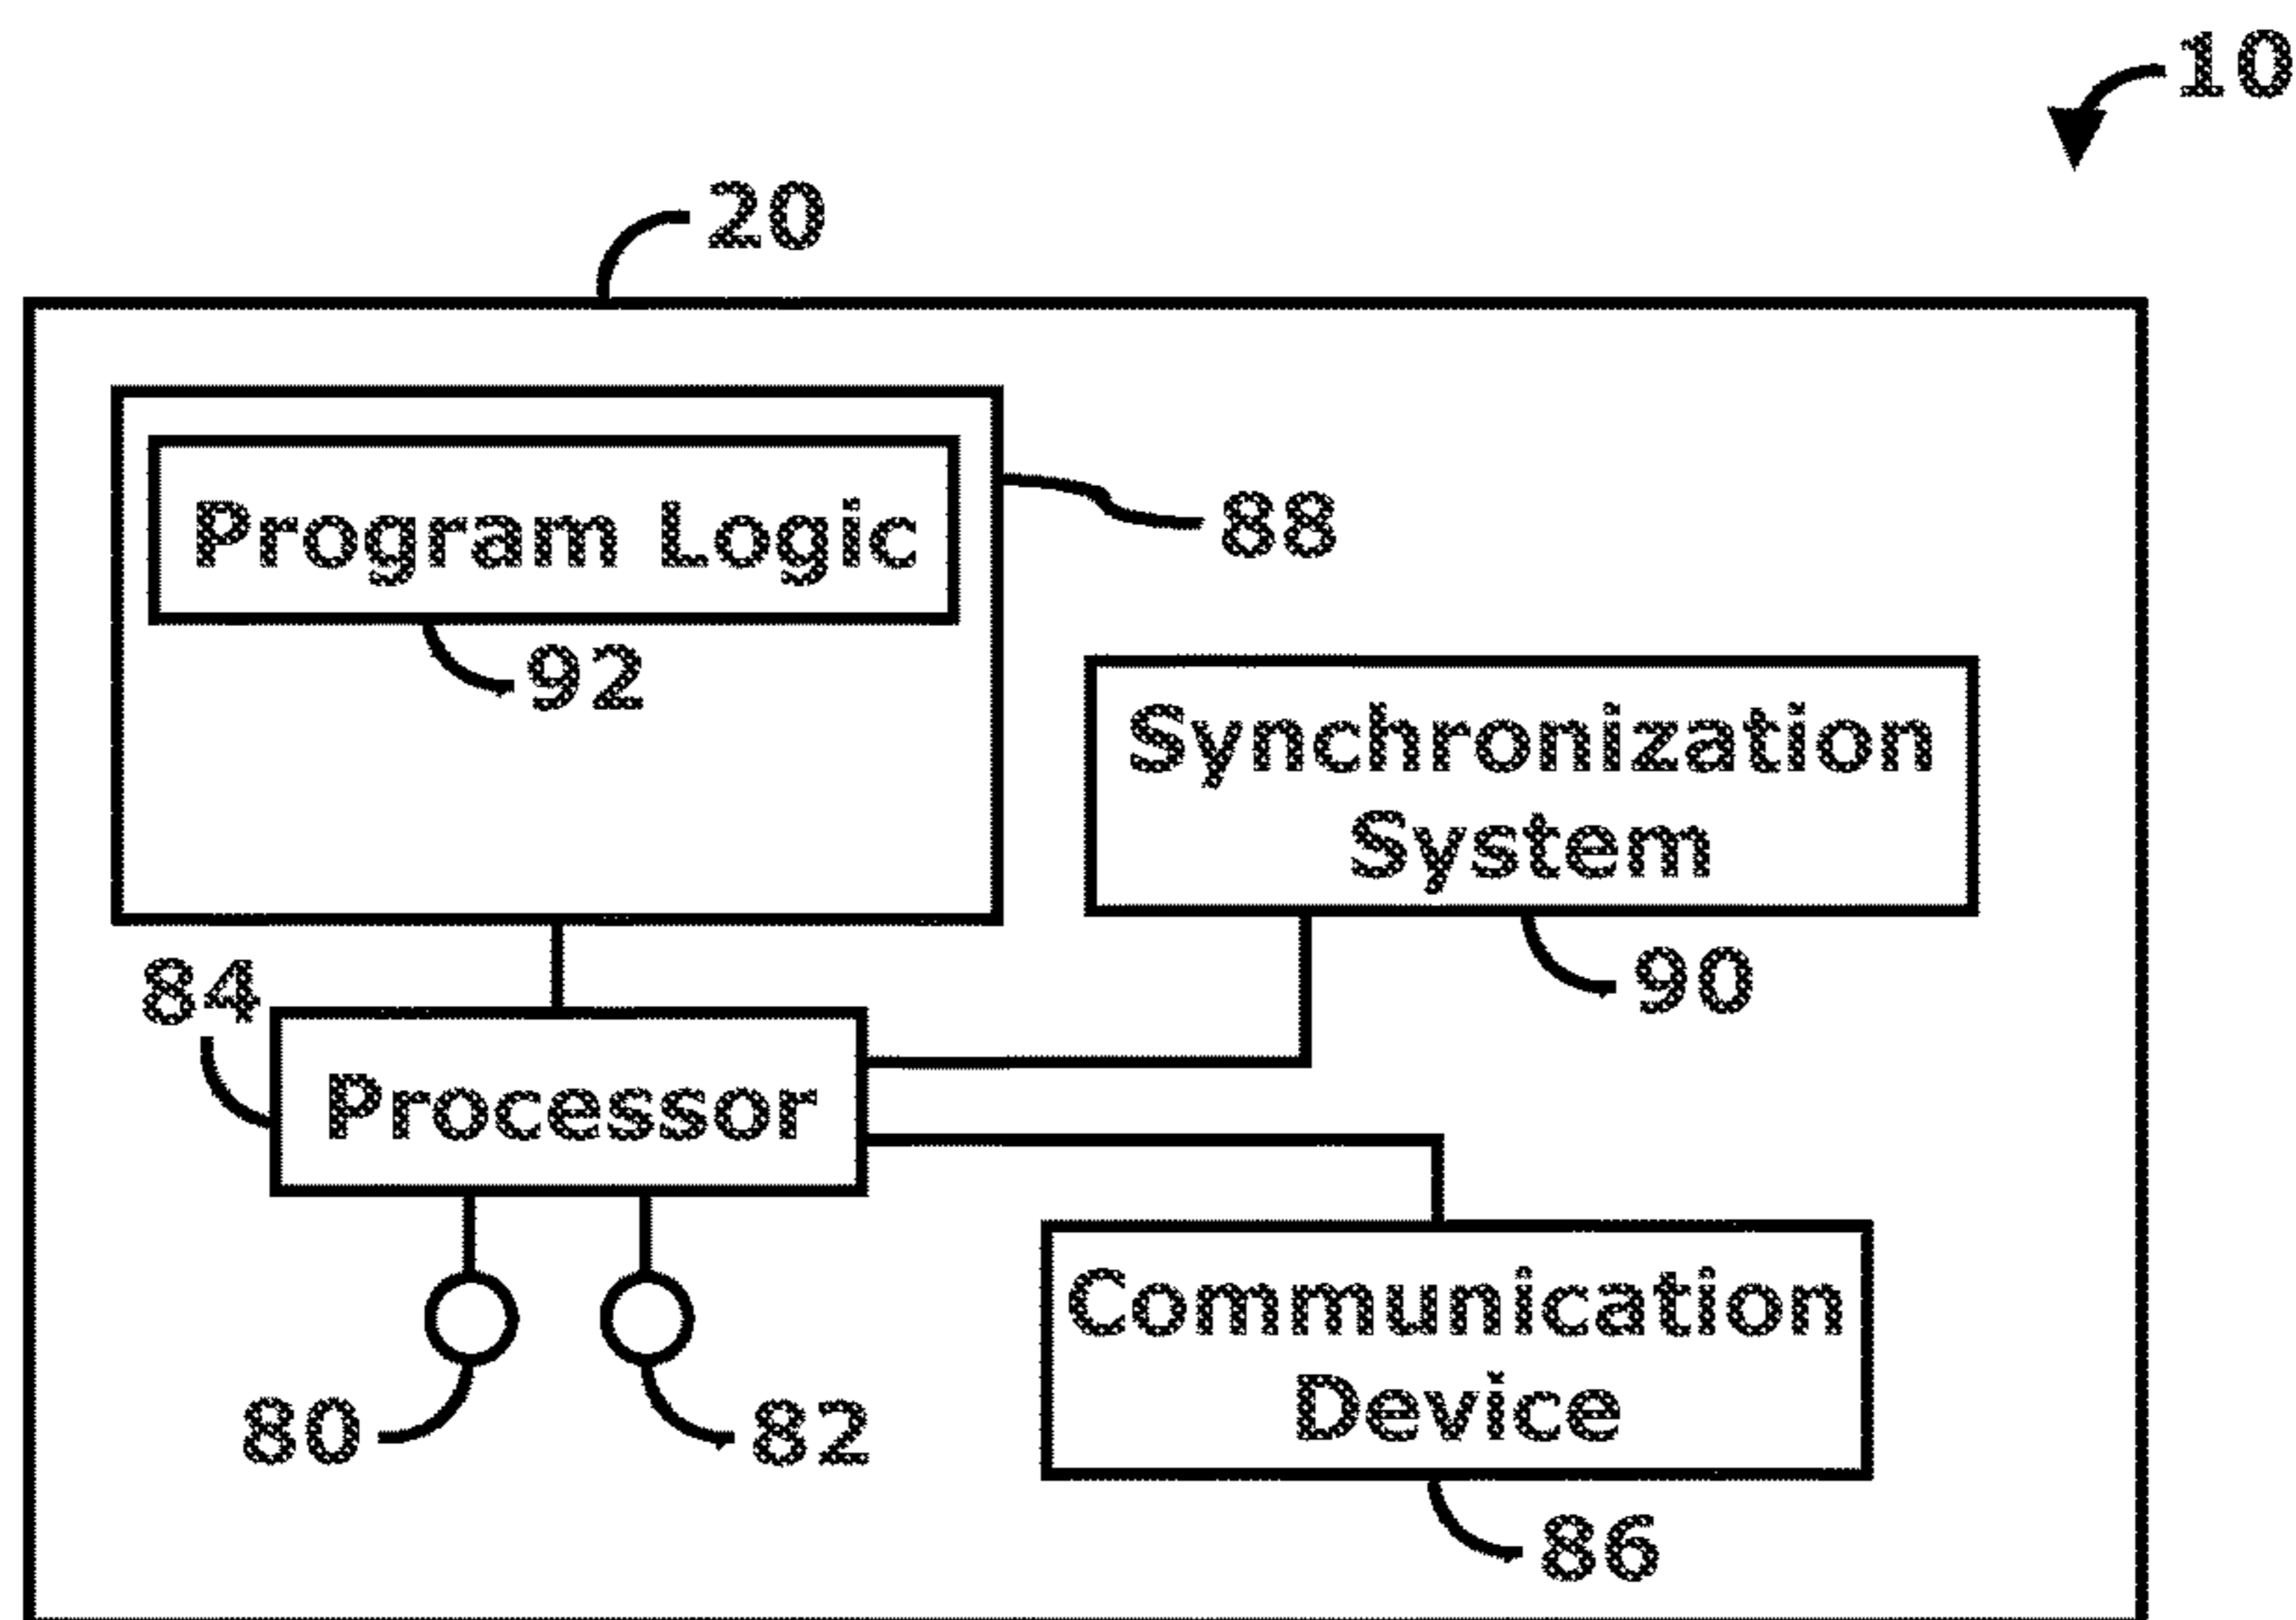 10
20
Program Logic
88
92
Synchronization
System
84
90
Processor
Communication
Device
80
82
86